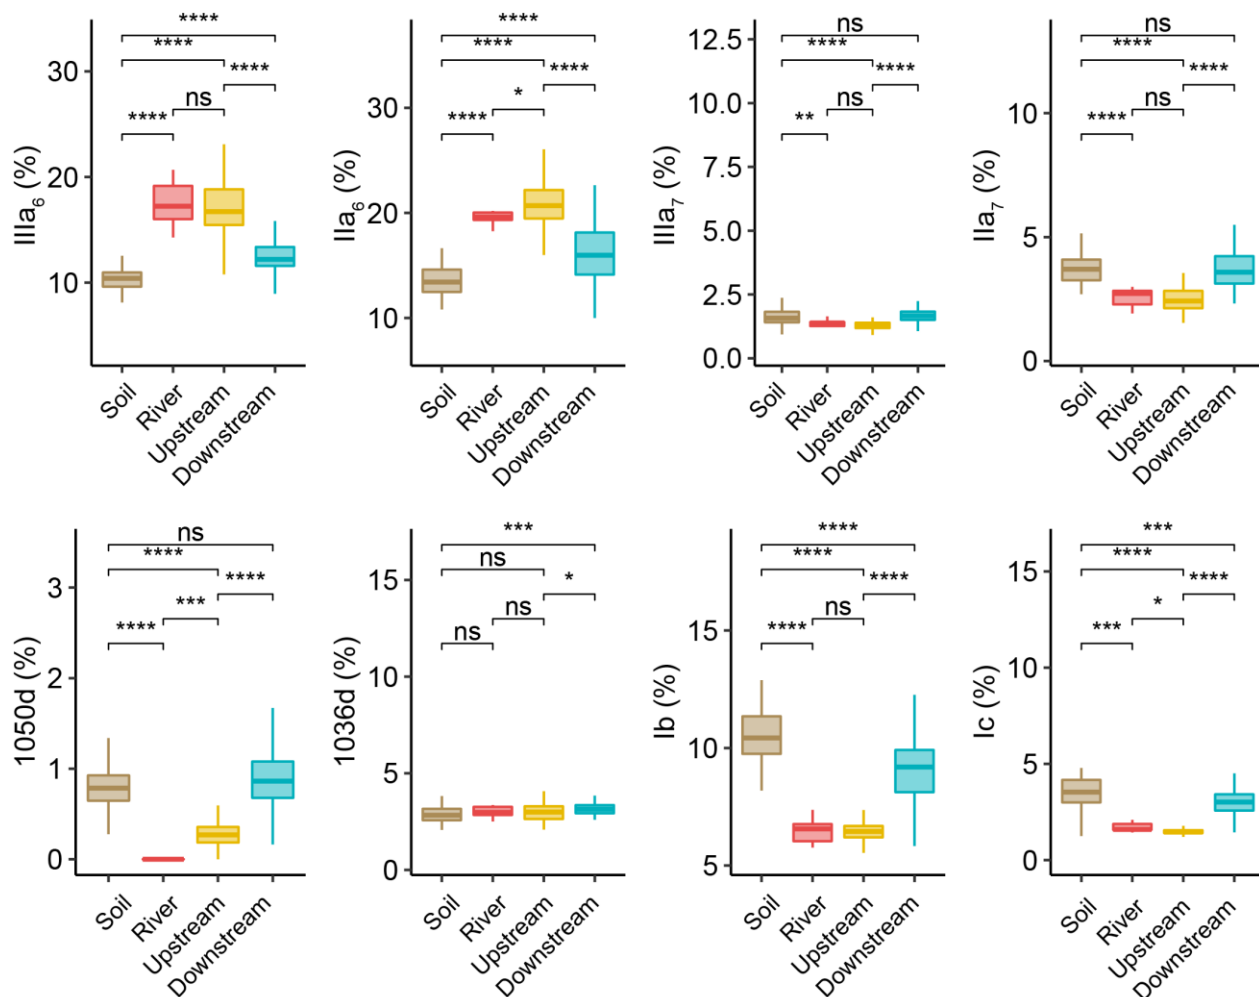 IIIa6 (%)
30
20
10
****
****
****
ns
****
Soil
River
Upstream
Downstream
IIa6 (%)
30
20
10
****
****
****
*
****
Soil
River
Upstream
Downstream
IIIa7 (%)
12.5
10.0
7.5
5.0
2.5
0.0
ns
****
****
ns
**
Soil
River
Upstream
Downstream
IIa7 (%)
10
5
0
ns
****
****
ns
****
Soil
River
Upstream
Downstream
1050d (%)
3
2
1
0
ns
****
****
***
****
Soil
River
Upstream
Downstream
1036d (%)
15
10
5
0
***
ns
*
ns
ns
Soil
River
Upstream
Downstream
Ib (%)
15
10
5
****
****
****
ns
****
Soil
River
Upstream
Downstream
Ic (%)
15
10
5
0
***
****
****
*
***
Soil
River
Upstream
Downstream